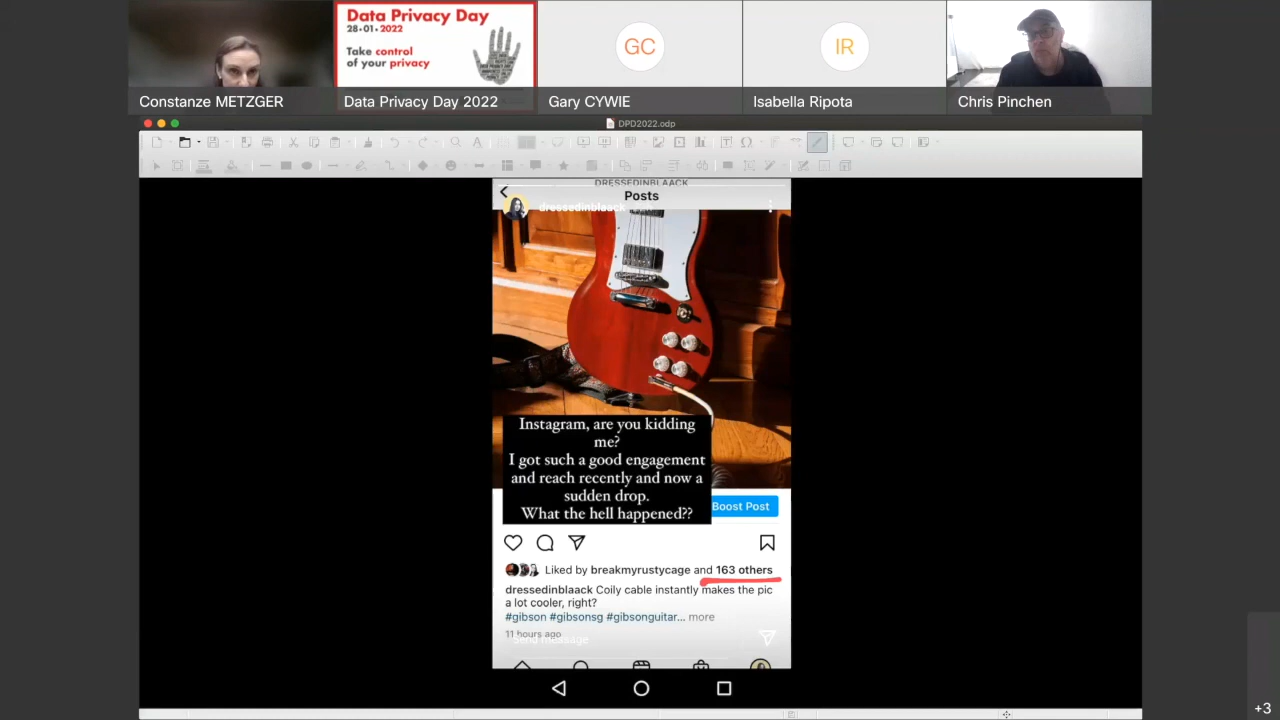 Data Privacy Day
28•01•2022
Take control
of your privacy
GC
IR
Constanze METZGER
Data Privacy Day 2022
Gary CYWIE
Isabella Ripota
Chris Pinchen
DPD2022.odp
DRESSEDINBLAACK
Posts
dressedinblaack
Instagram, are you kidding
me?
I got such a good engagement
and reach recently and now a
sudden drop.
What the hell happened??
Boost Post
Liked by breakmyrustycage and 163 others
dressedinblaack Coily cable instantly makes the pic
a lot cooler, right?
#gibson #gibsonsg #gibsonguitar... more
11 hours ago
Send message
+3